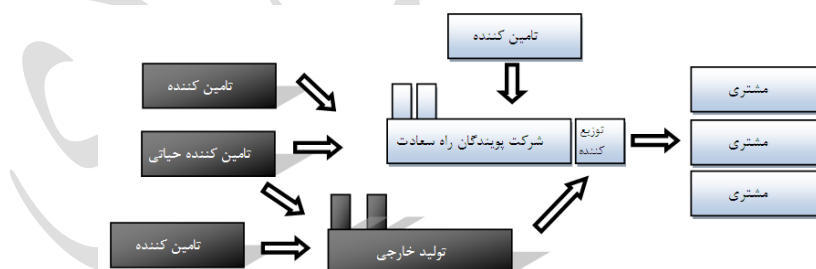 تامین کننده
تامین کننده
مشتری
شرکت پویندگان راه سعادت
توزیع
کننده
مشتری
تامین کننده حیاتی
مشتری
تامین کننده
تولید خارجی